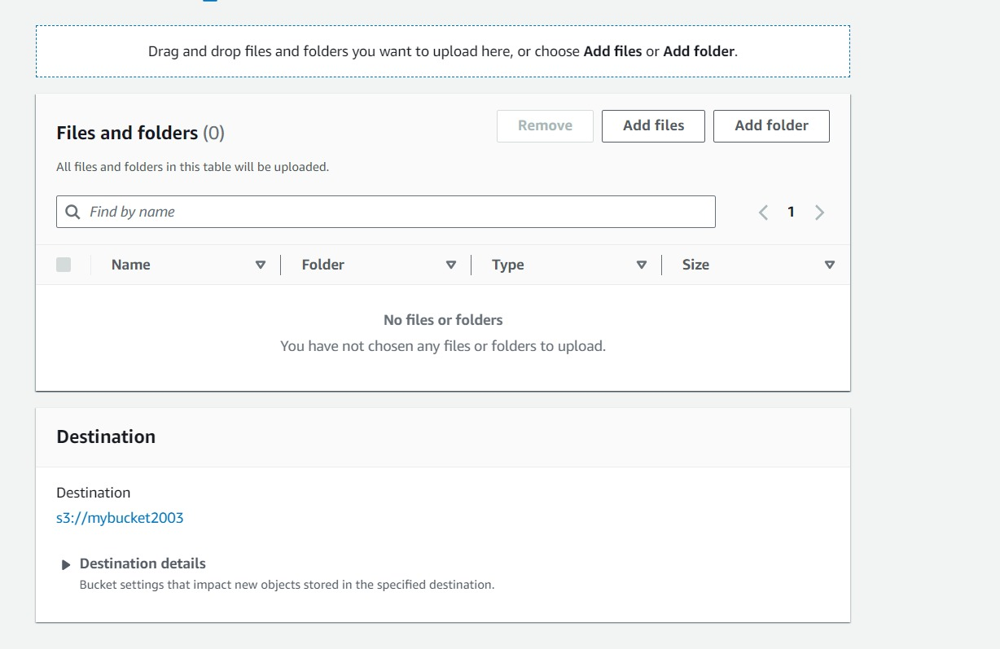 Drag and drop files and folders you want to upload here, or choose Add files or Add folder.
Files and folders (0)
Remove
Add files
Add folder
All files and folders in this table will be uploaded.
Find by name
1
Name
Folder
Type
Size
No files or folders
You have not chosen any files or folders to upload.
Destination
Destination
s3://mybucket2003
Destination details
Bucket settings that impact new objects stored in the specified destination.